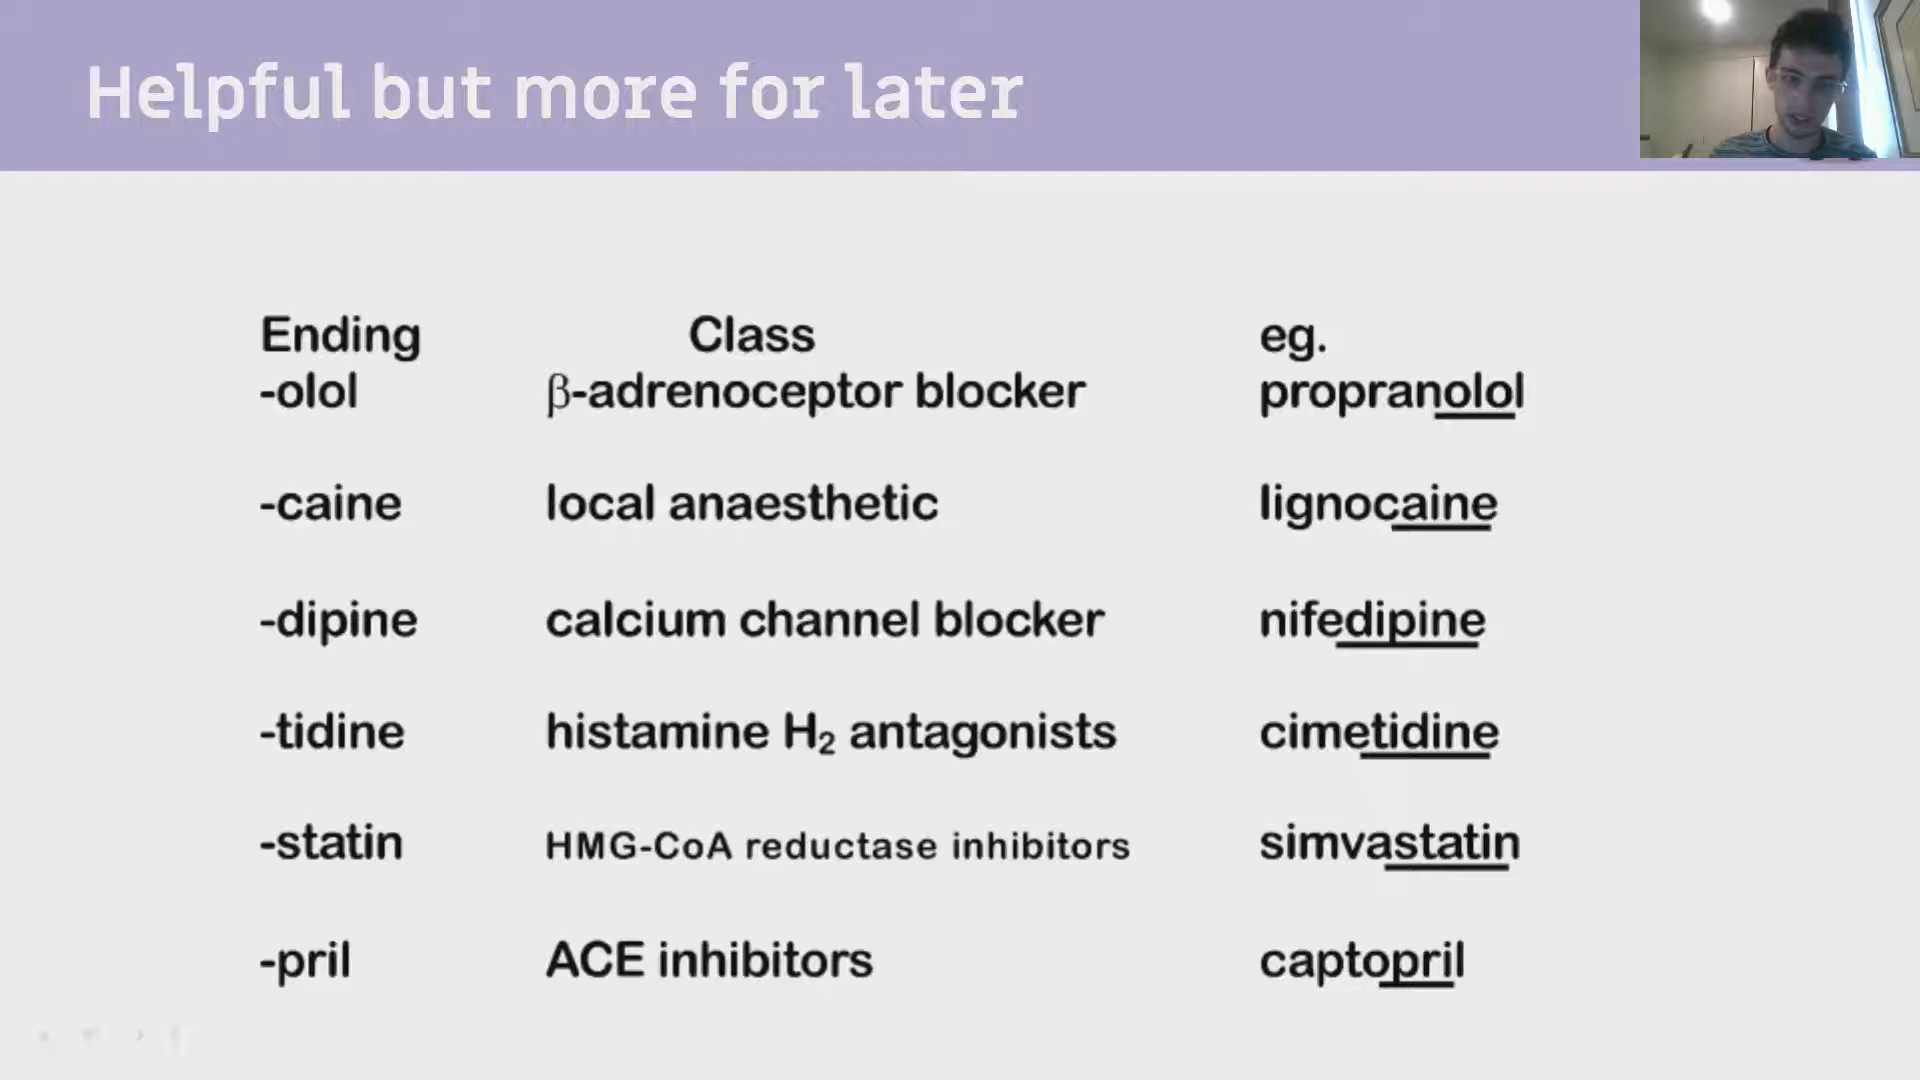 Helpful but more for later
Ending Class eg.
-olol β-adrenoceptor blocker propranolol
-caine local anaesthetic lignocaine
-dipine calcium channel blocker nifedipine
-tidine histamine H₂ antagonists cimetidine
-statin HMG-CoA reductase inhibitors simvastatin
-pril ACE inhibitors captopril